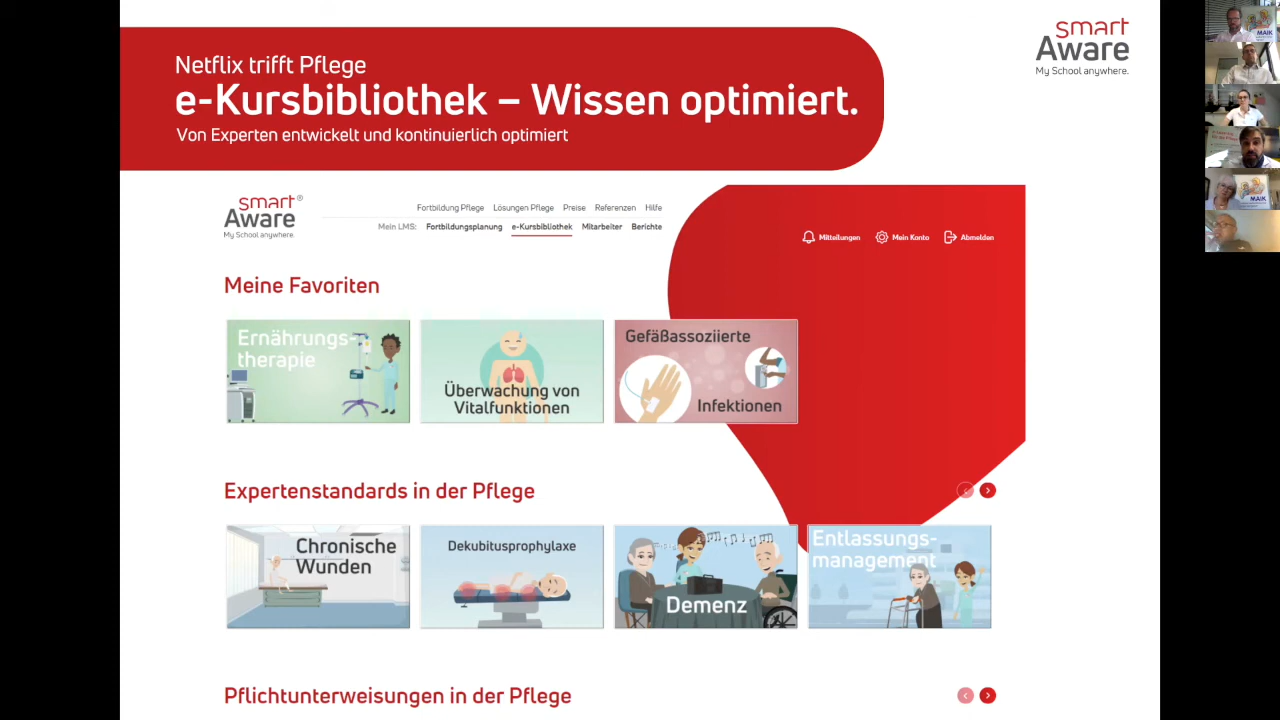 Netflix trifft Pflege
e-Kursbibliothek – Wissen optimiert.
Von Experten entwickelt und kontinuierlich optimiert
smart
Aware
My School anywhere.
smart®
Aware
My School anywhere.
Fortbildung Pflege Lösungen Pflege Preise Referenzen Hilfe
Mein LMS: Fortbildungsplanung e-Kursbibliothek Mitarbeiter Berichte
Mitteilungen Mein Konto Abmelden
Meine Favoriten
Ernährungs-
therapie
Überwachung von
Vitalfunktionen
Gefäßassoziierte
Infektionen
Expertenstandards in der Pflege
Chronische
Wunden
Dekubitusprophylaxe
Demenz
Entlassungs-
management
Pflichtunterweisungen in der Pflege
MAIK
MAIK